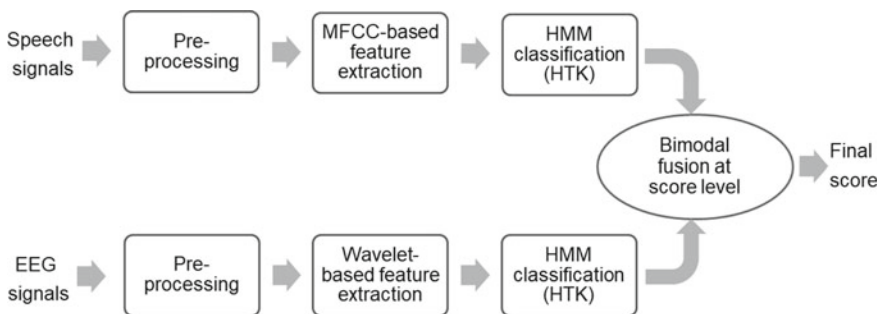 Speech
signals
Pre-
processing
MFCC-based
feature
extraction
HMM
classification
(HTK)
Bimodal
fusion at
score level
Final
score
EEG
signals
Pre-
processing
Wavelet-
based feature
extraction
HMM
classification
(HTK)